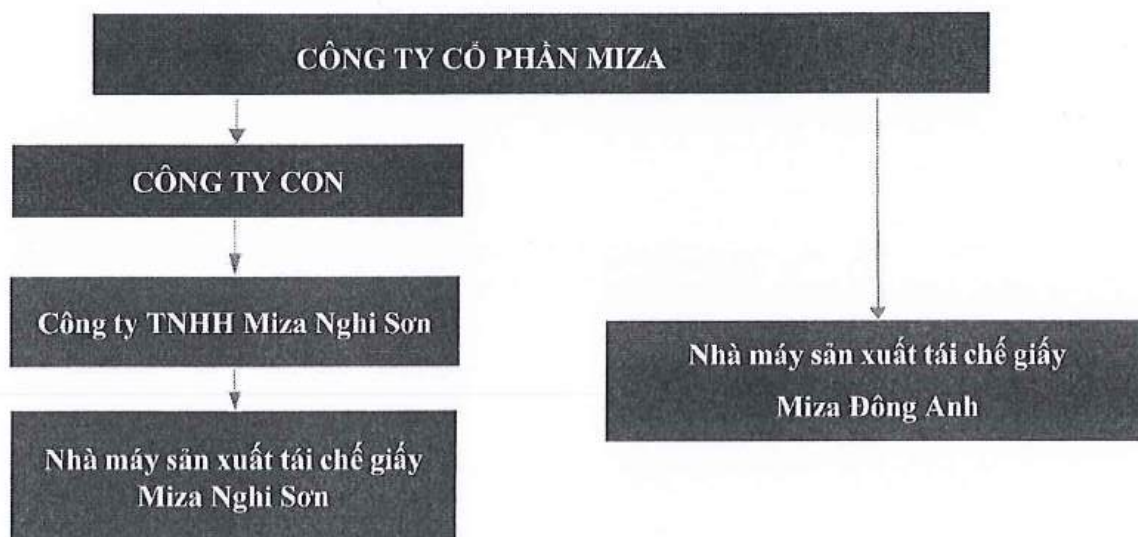 CÔNG TY CỔ PHẦN MIZA
CÔNG TY CON
Công ty TNHH Miza Nghi Sơn
Nhà máy sản xuất tái chế giấy
Miza Nghi Sơn
Nhà máy sản xuất tái chế giấy
Miza Đông Anh